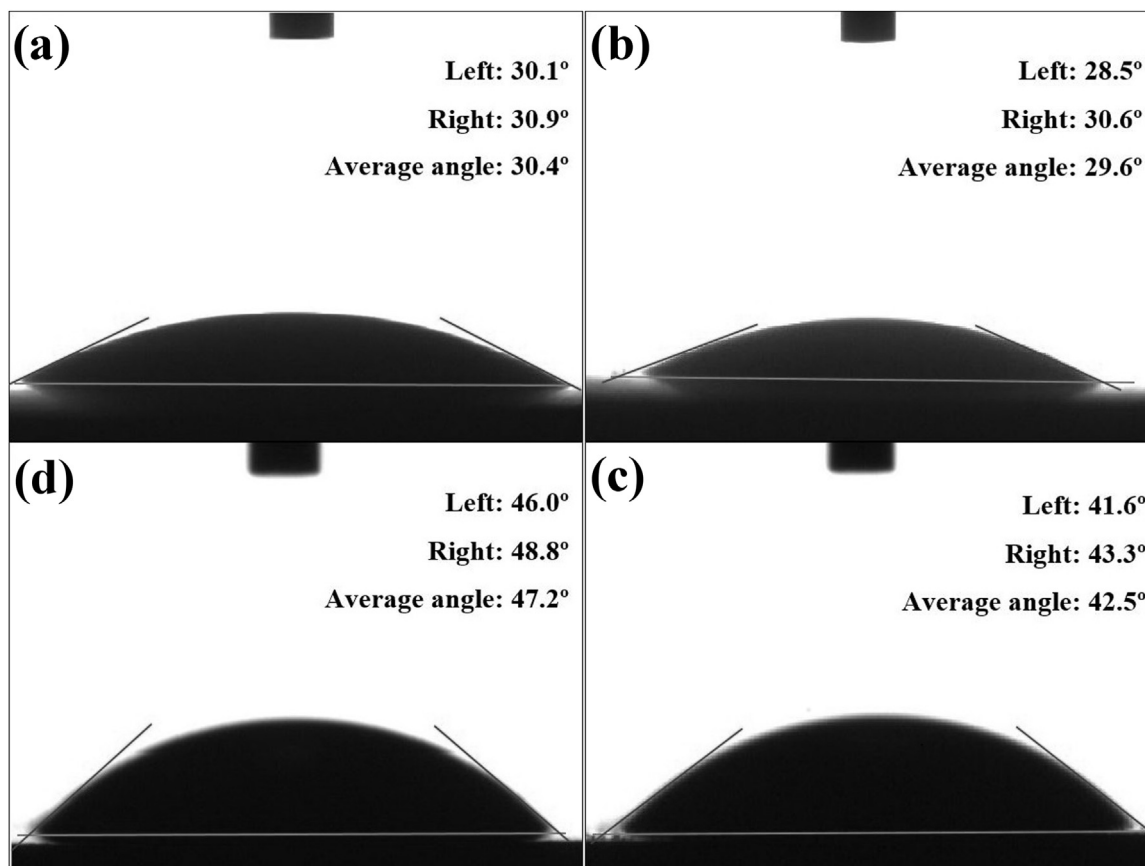 (a)
Left: 30.1º
Right: 30.9º
Average angle: 30.4º
(b)
Left: 28.5º
Right: 30.6º
Average angle: 29.6º
(d)
Left: 46.0º
Right: 48.8º
Average angle: 47.2º
(c)
Left: 41.6º
Right: 43.3º
Average angle: 42.5º